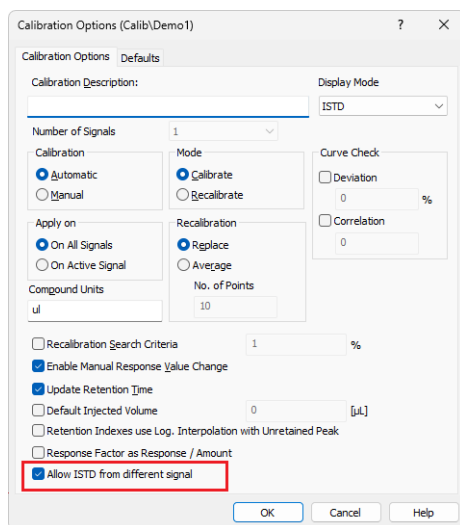 Calibration Options (Calib\Demo1) ? ×
Calibration Options Defaults
Calibration Description: Display Mode
ISTD
Number of Signals 1
Calibration Mode Curve Check
Automatic Calibrate Deviation
Manual Recalibrate 0 %
Apply on Recalibration Correlation
On All Signals Replace 0
On Active Signal Average
Compound Units No. of Points
ul 10
Recalibration Search Criteria 1 %
Enable Manual Response Value Change
Update Retention Time
Default Injected Volume 0 [µL]
Retention Indexes use Log. Interpolation with Unretained Peak
Response Factor as Response / Amount
Allow ISTD from different signal
OK Cancel Help